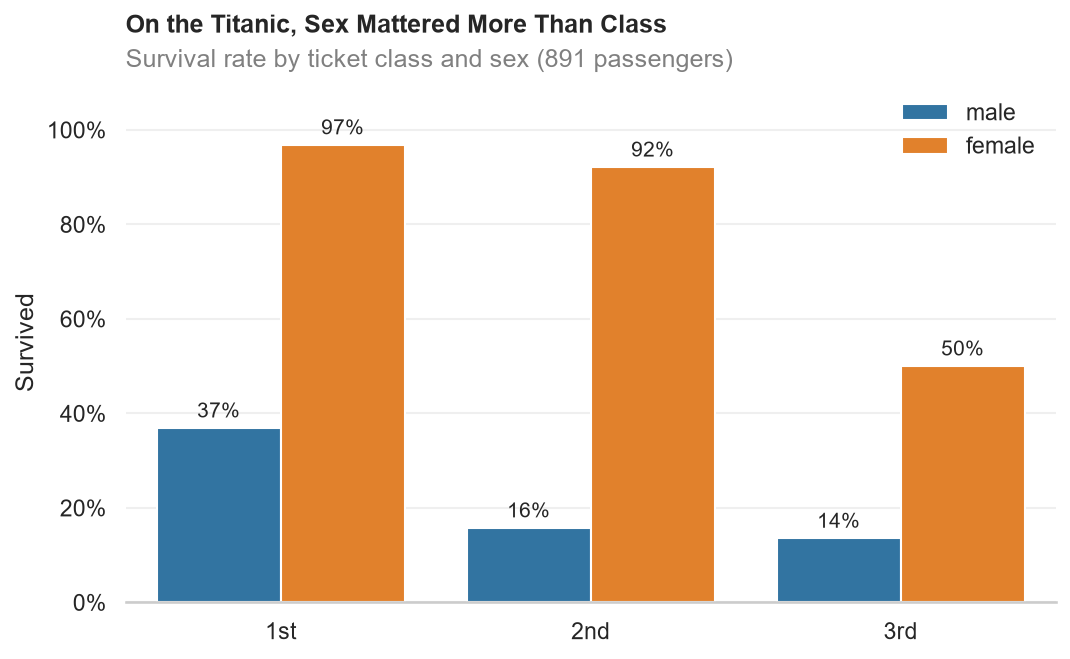 On the Titanic, Sex Mattered More Than Class
Survival rate by ticket class and sex (891 passengers)
male
female
100%
80%
60%
40%
20%
0%
Survived
97%
92%
37%
50%
16%
14%
1st
2nd
3rd